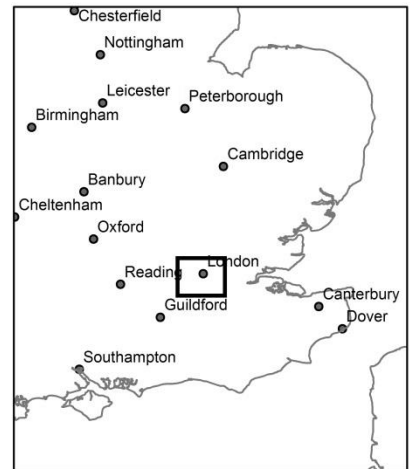 Chesterfield
Nottingham
Leicester
Peterborough
Birmingham
Cambridge
Banbury
Cheltenham
Oxford
London
Reading
Canterbury
Guildford
Dover
Southampton